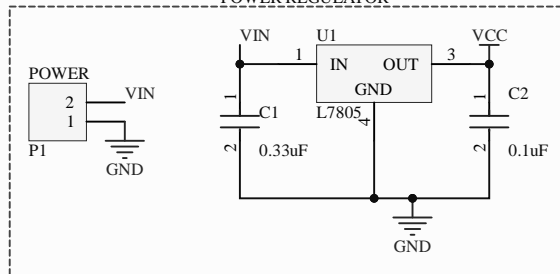 POWER REGULATOR
POWER
2
VIN
1
P1
GND
VIN
U1
VCC
1
IN
OUT
3
GND
L7805
4
1
C1
2
0.33uF
1
C2
2
0.1uF
GND